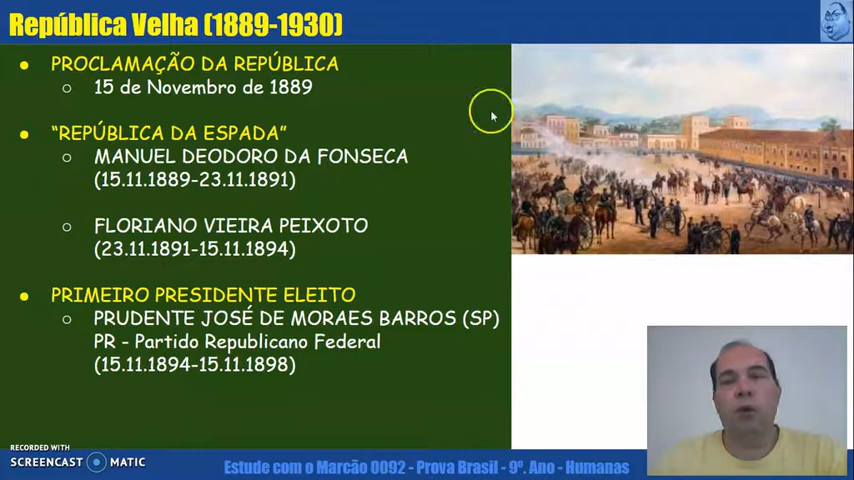 República Velha (1889-1930)
● PROCLAMAÇÃO DA REPÚBLICA
○ 15 de Novembro de 1889
● “REPÚBLICA DA ESPADA”
○ MANUEL DEODORO DA FONSECA
(15.11.1889-23.11.1891)
○ FLORIANO VIEIRA PEIXOTO
(23.11.1891-15.11.1894)
● PRIMEIRO PRESIDENTE ELEITO
○ PRUDENTE JOSÉ DE MORAES BARROS (SP)
PR - Partido Republicano Federal
(15.11.1894-15.11.1898)
RECORDED WITH
SCREENCAST MATIC
Estude com o Marcão 0092 - Prova Brasil - 9º. Ano - Humanas